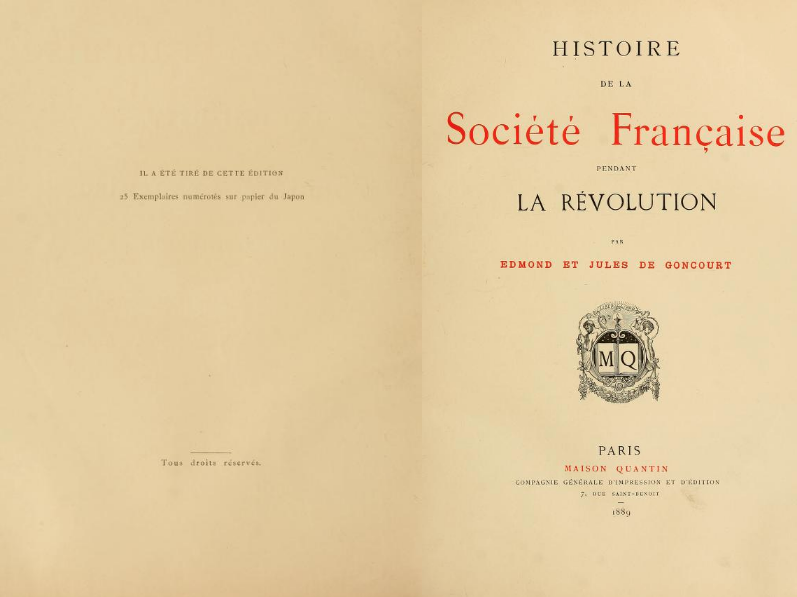 IL A ÉTÉ TIRÉ DE CETTE ÉDITION
25 Exemplaires numérotés sur papier du Japon
Tous droits réservés.
HISTOIRE
DE LA
Société Française
PENDANT
LA RÉVOLUTION
PAR
EDMOND ET JULES DE GONCOURT
M Q
PARIS
MAISON QUANTIN
COMPAGNIE GÉNÉRALE D'IMPRESSION ET D'ÉDITION
7, RUE SAINT-BENOIT
1889